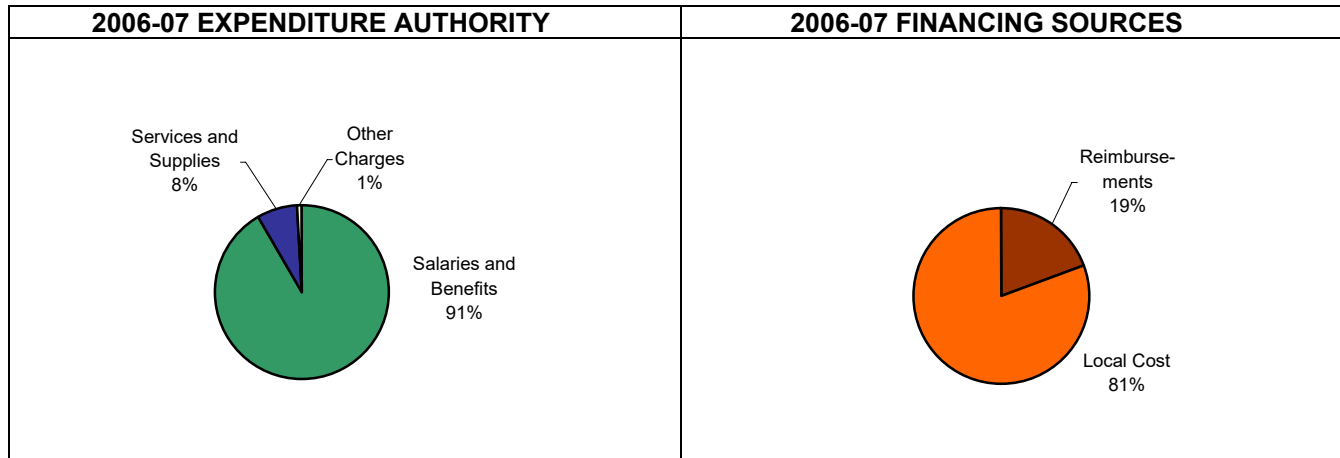 2006-07 EXPENDITURE AUTHORITY
Services and
Supplies
8%
Other
Charges
1%
Salaries and
Benefits
91%
2006-07 FINANCING SOURCES
Reimburse-
ments
19%
Local Cost
81%